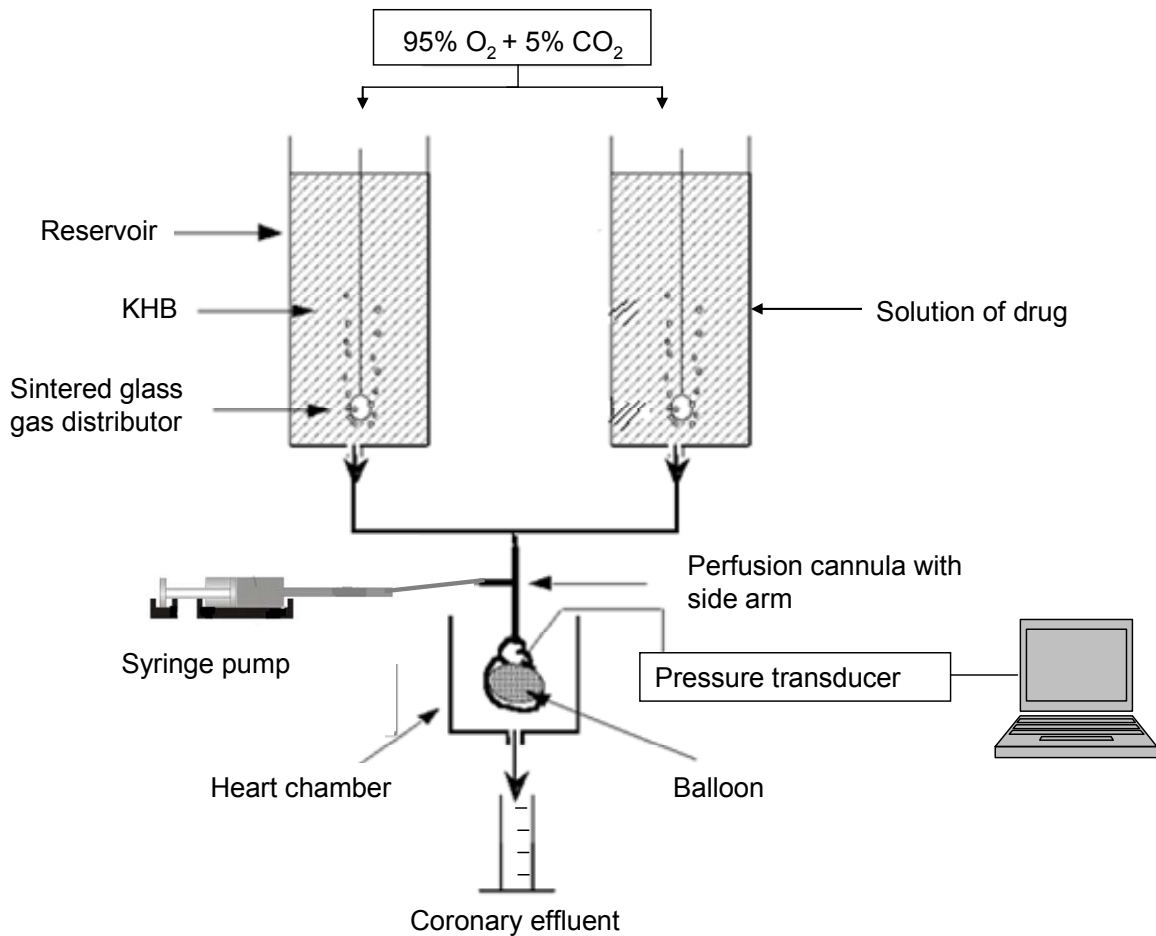 95% O2 + 5% CO2
Reservoir
KHB
Solution of drug
Sintered glass
gas distributor
Perfusion cannula with
side arm
Syringe pump
Pressure transducer
Heart chamber
Balloon
Coronary effluent